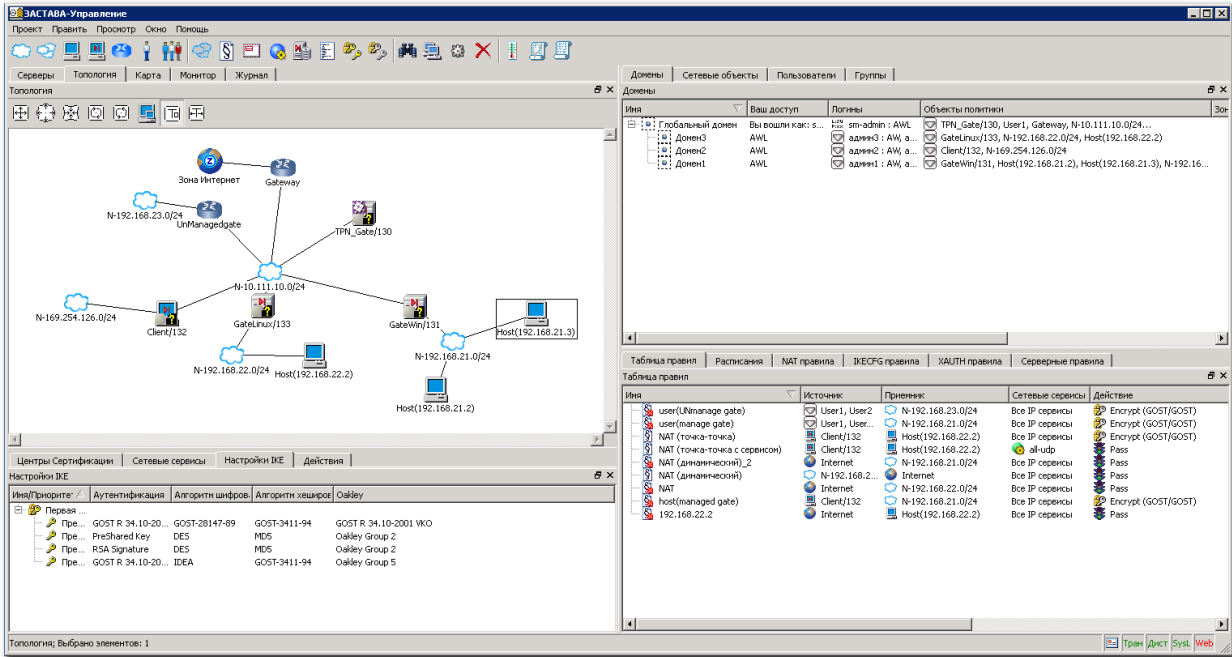 ЗАСТАВА-Управление
Проект Править Просмотр Окно Помощь
Серверы Топология Карта Монитор Журнал
Топология
Зона Интернет
Gateway
N-192.168.23.0/24
UnManagedgate
TPN_Gate/130
N-10.111.10.0/24
N-169.254.126.0/24
Client/132
GateLinux/133
GateWin/131
Host(192.168.21.3)
N-192.168.21.0/24
N-192.168.22.0/24
Host(192.168.22.2)
Host(192.168.21.2)
Центры Сертификации Сетевые сервисы Настройки IKE Действия
Настройки IKE
Имя/Приоритет Аутентификация Алгоритм шифров. Алгоритм хеширов Oakley
Первая ...
Пре... GOST R 34.10-20... GOST-28147-89 GOST-3411-94 GOST R 34.10-2001 VKO
Пре... PreShared Key DES MD5 Oakley Group 2
Пре... RSA Signature DES MD5 Oakley Group 2
Пре... GOST R 34.10-20... IDEA GOST-3411-94 Oakley Group 5
Топология; Выбрано элементов: 1
Домены Сетевые объекты Пользователи Группы
Домены
Имя Ваш доступ Логины Объекты политики Зон
Глобальный домен Вы вошли как: s... sm-admin : AWL TPN_Gate/130, User1, Gateway, N-10.111.10.0/24...
Домен3 AWL админ3 : AW, a... GateLinux/133, N-192.168.22.0/24, Host(192.168.22.2)
Домен2 AWL админ2 : AW, a... Client/132, N-169.254.126.0/24
Домен1 AWL админ1 : AW, a... GateWin/131, Host(192.168.21.2), Host(192.168.21.3), N-192.16...
Таблица правил Расписания NAT правила IKECFG правила XAUTH правила Серверные правила
Таблица правил
Имя Источник Приемник Сетевые сервисы Действие
user(UNmanage gate) User1, User2 N-192.168.23.0/24 Все IP сервисы Encrypt (GOST/GOST)
user(manage gate) User1, User... N-192.168.21.0/24 Все IP сервисы Encrypt (GOST/GOST)
NAT (точка-точка) Client/132 Host(192.168.22.2) Все IP сервисы Pass
NAT (точка-точка с сервисом) Client/132 Host(192.168.22.2) all-udp Pass
NAT (динамический)_2 Internet N-192.168.21.0/24 Все IP сервисы Pass
NAT (динамический) N-192.168.2... Internet Все IP сервисы Pass
NAT Internet N-192.168.22.0/24 Все IP сервисы Pass
host(managed gate) Client/132 N-192.168.21.0/24 Все IP сервисы Encrypt (GOST/GOST)
192.168.22.2 Internet Host(192.168.22.2) Все IP сервисы Pass
Тран Дист SysL Web